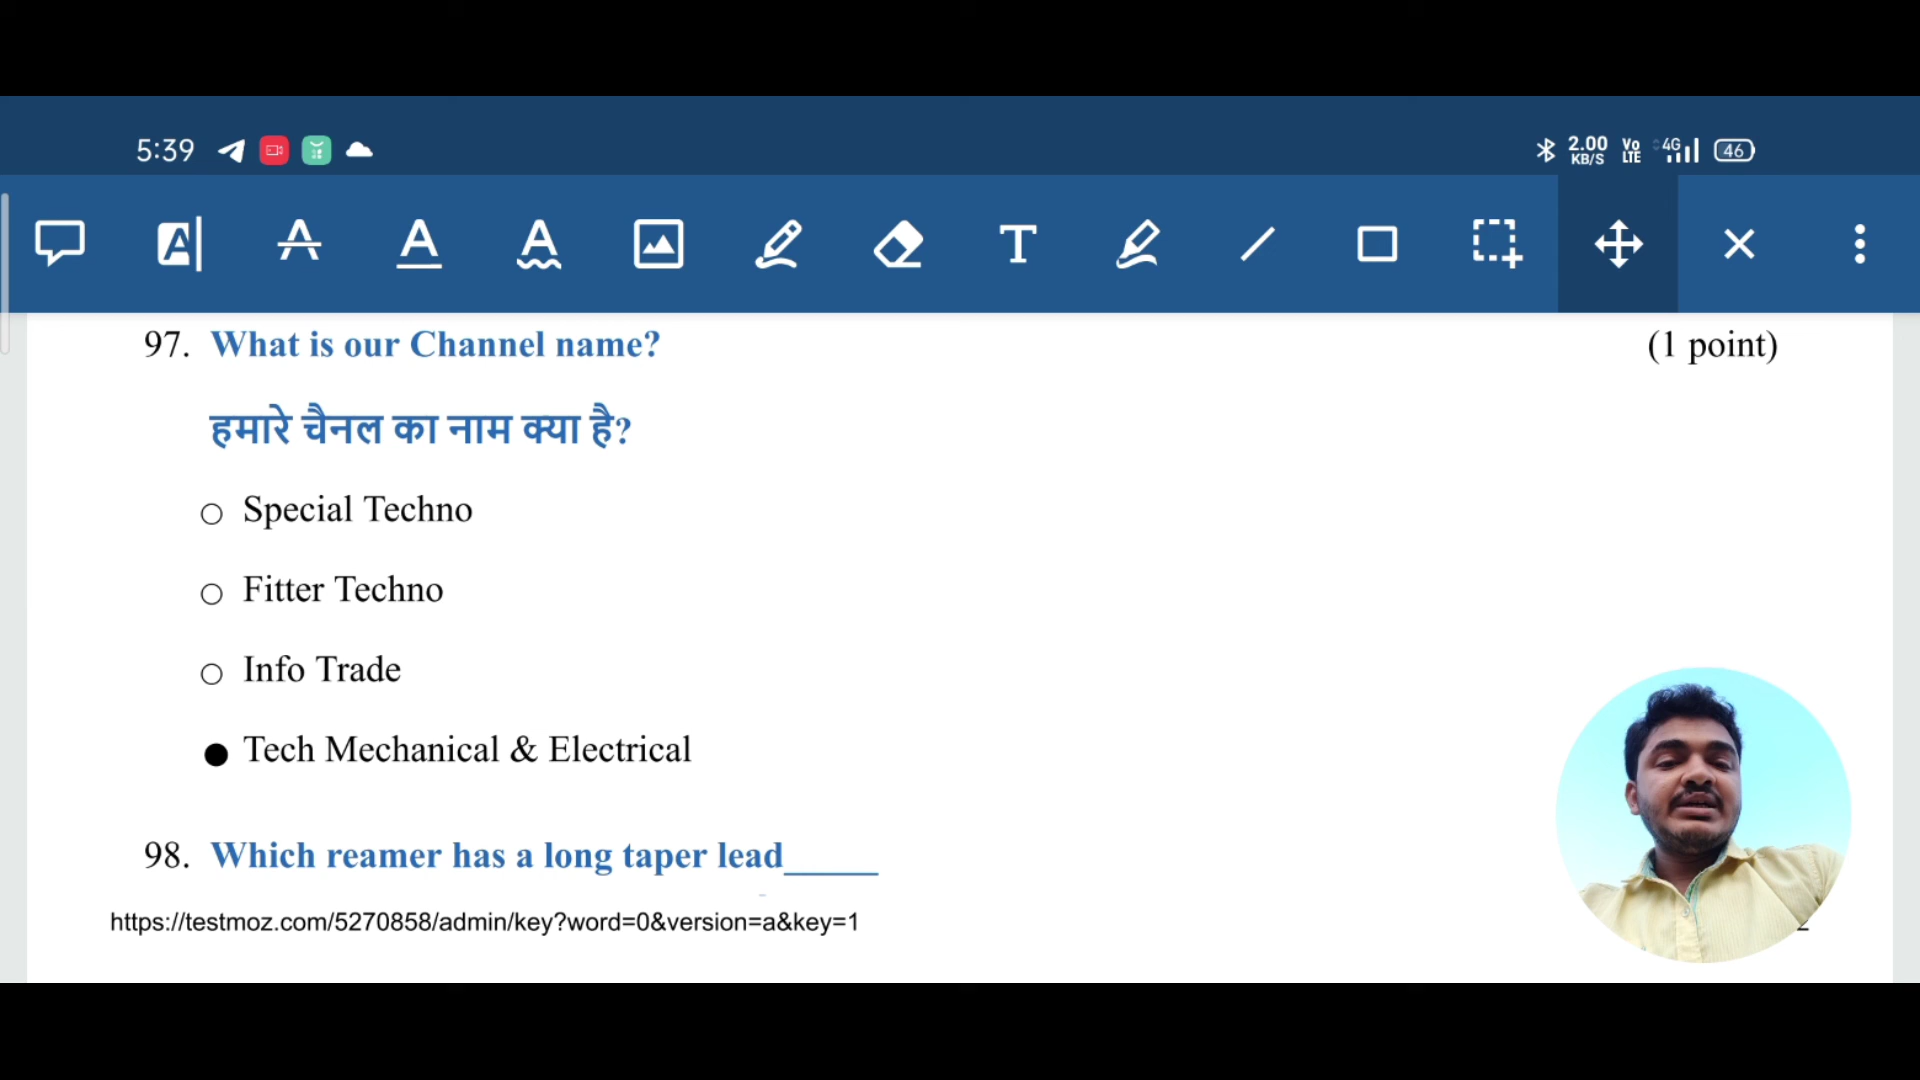 5:39
2.00 KB/S Vo LTE 4G 46
A A A A T
97. What is our Channel name? (1 point)
हमारे चैनल का नाम क्या है?
Special Techno
Fitter Techno
Info Trade
Tech Mechanical & Electrical
98. Which reamer has a long taper lead_____
https://testmoz.com/5270858/admin/key?word=0&version=a&key=1